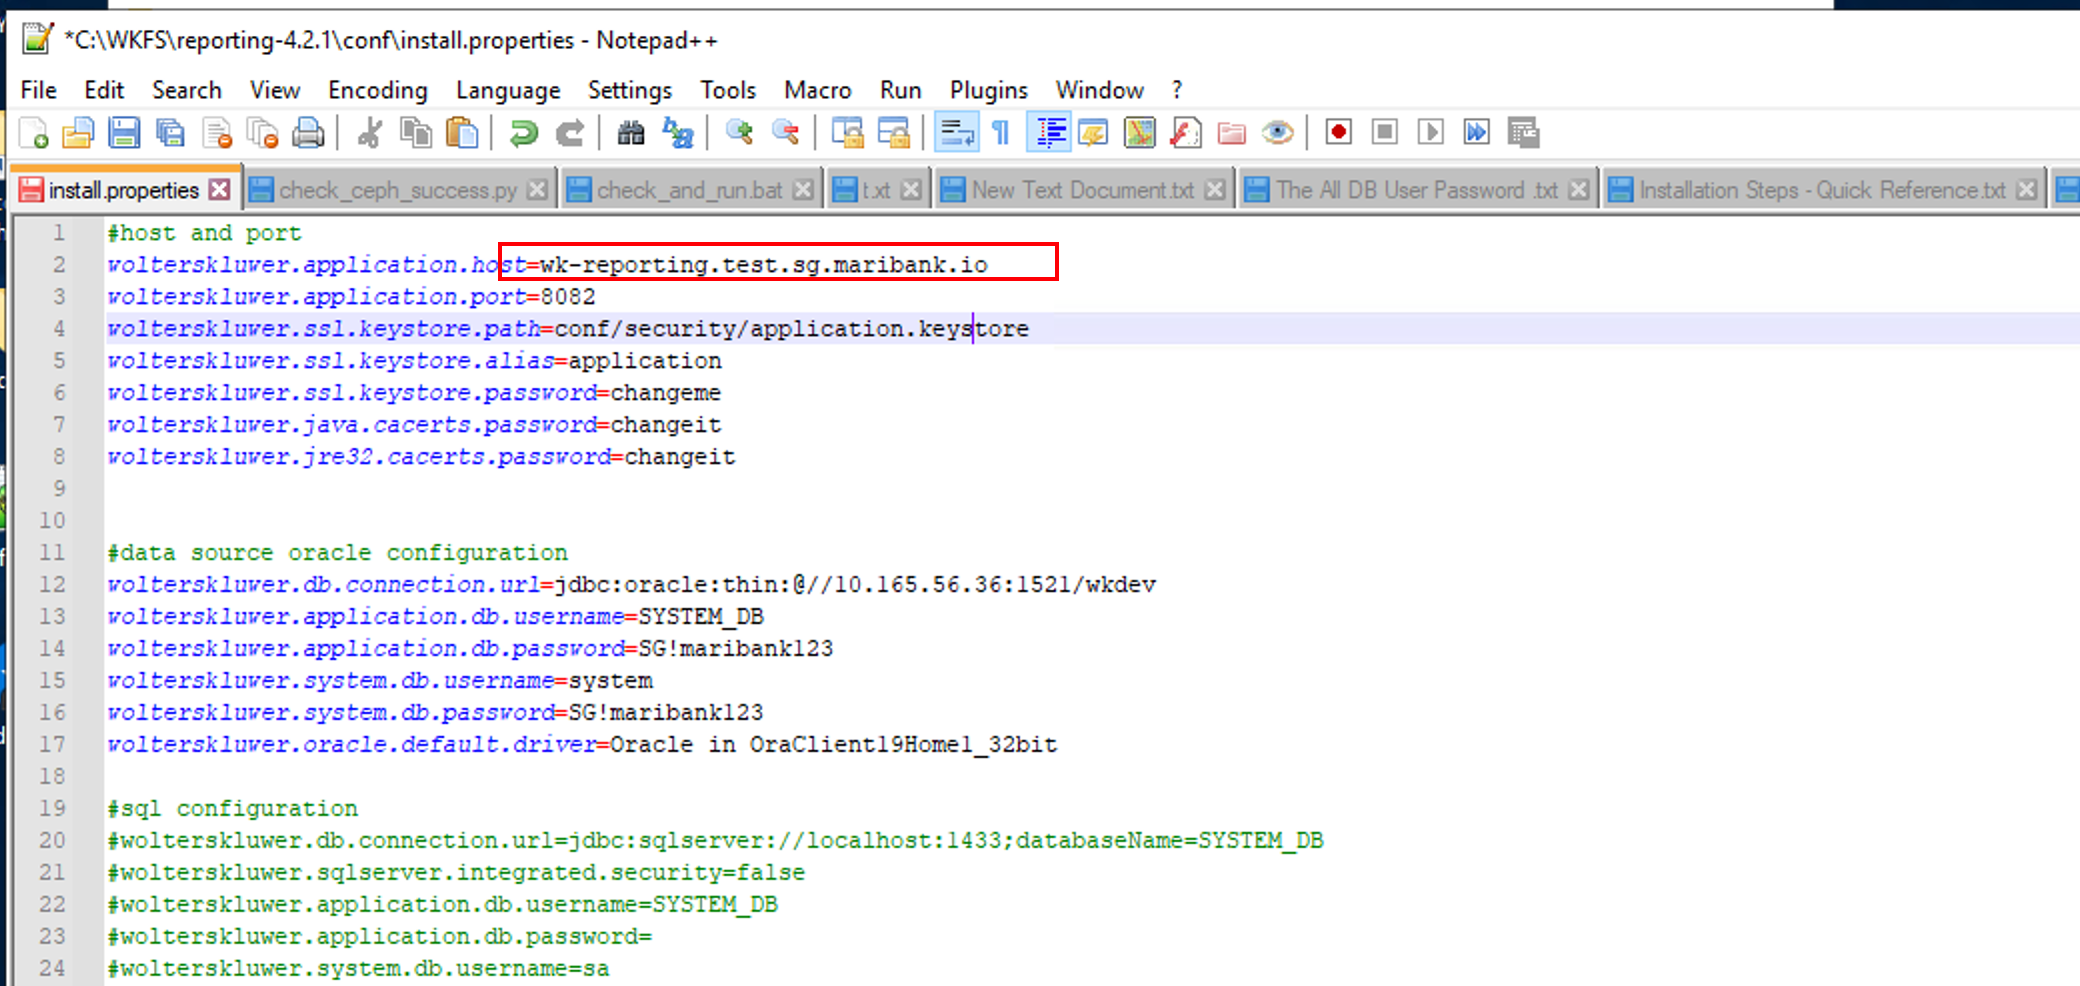 *C:\WKFS\reporting-4.2.1\conf\install.properties - Notepad++
File Edit Search View Encoding Language Settings Tools Macro Run Plugins Window ?
install.properties check_ceph_success.py check_and_run.bat t.xt New Text Document.txt The All DB User Password .txt Installation Steps - Quick Reference.txt
1 #host and port
2 wolterskluwer.application.host=wk-reporting.test.sg.maribank.io
3 wolterskluwer.application.port=8082
4 wolterskluwer.ssl.keystore.path=conf/security/application.keystore
5 wolterskluwer.ssl.keystore.alias=application
6 wolterskluwer.ssl.keystore.password=changeme
7 wolterskluwer.java.cacerts.password=changeit
8 wolterskluwer.jre32.cacerts.password=changeit
9
10
11 #data source oracle configuration
12 wolterskluwer.db.connection.url=jdbc:oracle:thin:@//10.165.56.36:1521/wkdev
13 wolterskluwer.application.db.username=SYSTEM_DB
14 wolterskluwer.application.db.password=SG!maribank123
15 wolterskluwer.system.db.username=system
16 wolterskluwer.system.db.password=SG!maribank123
17 wolterskluwer.oracle.default.driver=Oracle in OraClient19Home1_32bit
18
19 #sql configuration
20 #wolterskluwer.db.connection.url=jdbc:sqlserver://localhost:1433;databaseName=SYSTEM_DB
21 #wolterskluwer.sqlserver.integrated.security=false
22 #wolterskluwer.application.db.username=SYSTEM_DB
23 #wolterskluwer.application.db.password=
24 #wolterskluwer.system.db.username=sa